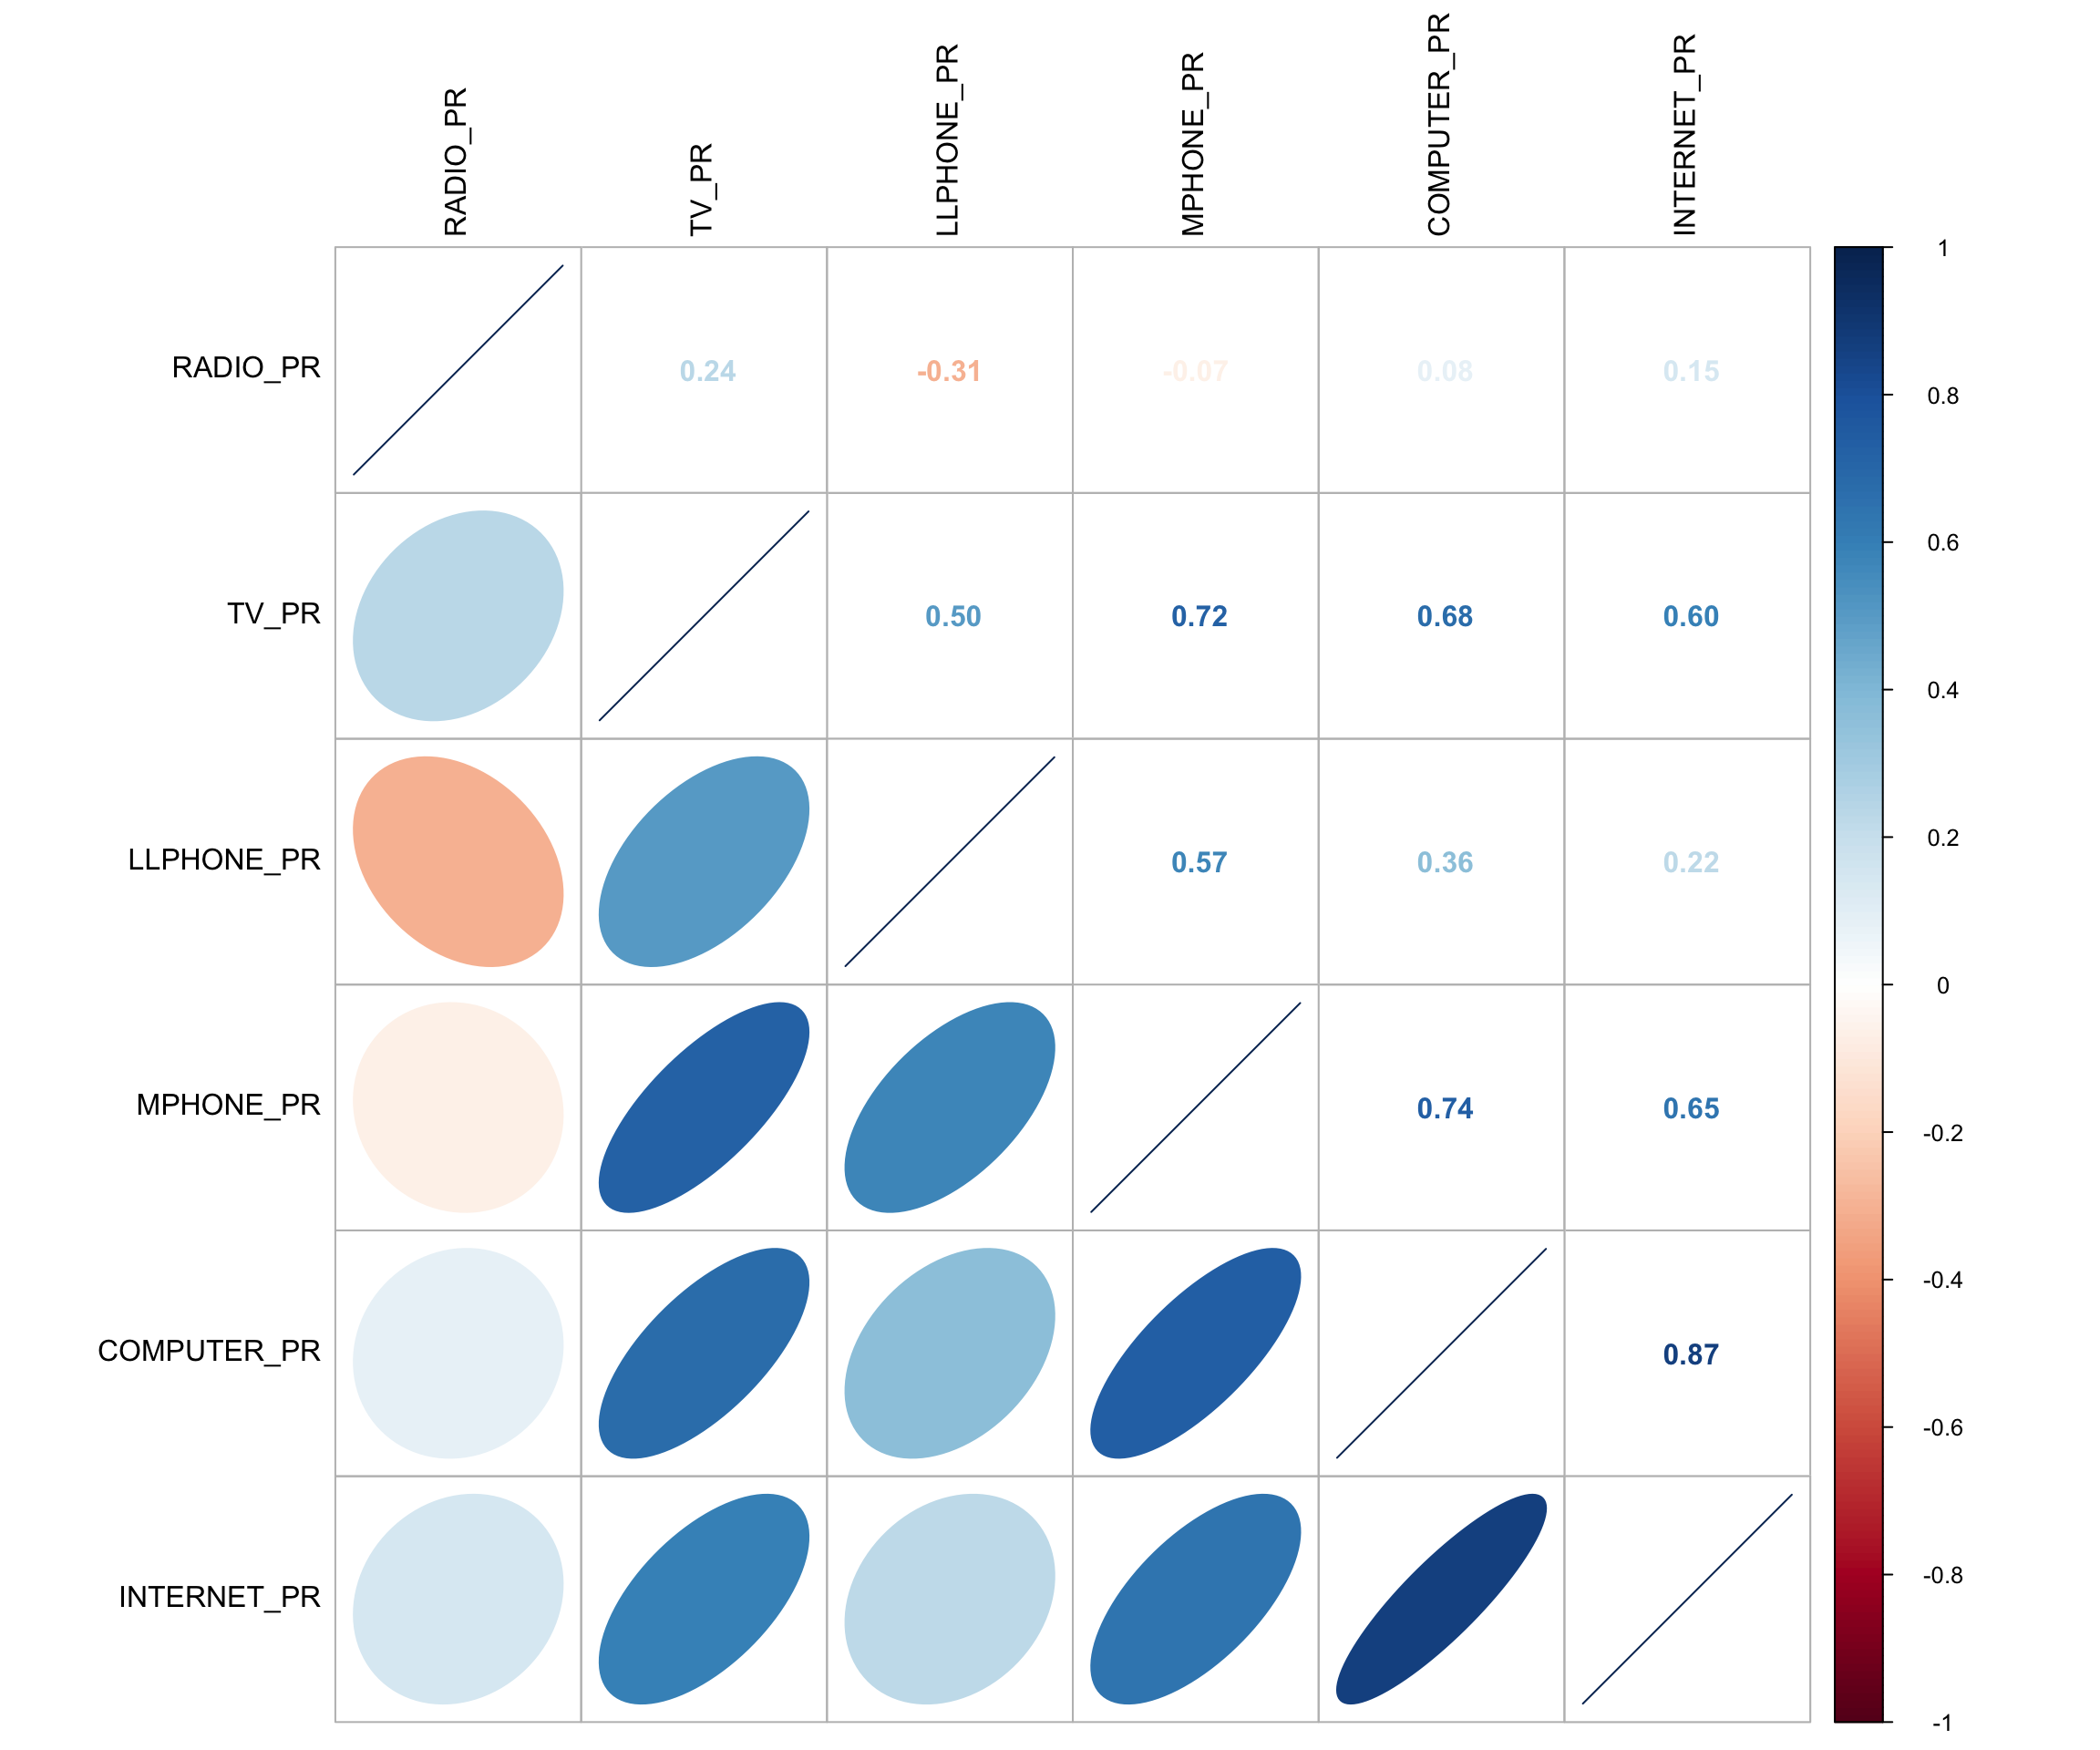 RADIO_PR
TV_PR
LLPHONE_PR
MPHONE_PR
COMPUTER_PR
INTERNET_PR
RADIO_PR 0.24 -0.31 -0.07 0.08 0.15
TV_PR 0.50 0.72 0.68 0.60
LLPHONE_PR 0.57 0.36 0.22
MPHONE_PR 0.74 0.65
COMPUTER_PR 0.87
INTERNET_PR
1
0.8
0.6
0.4
0.2
0
-0.2
-0.4
-0.6
-0.8
-1